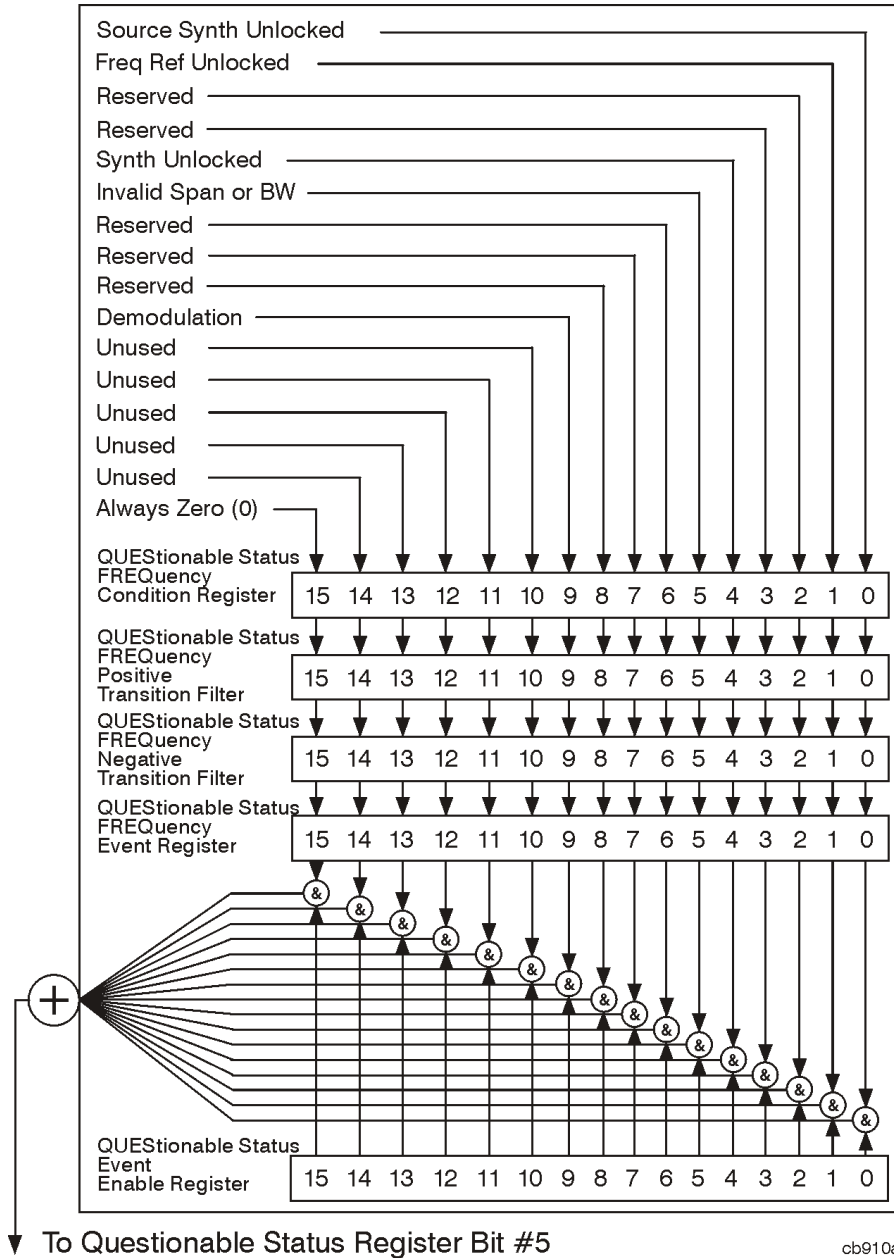 Source Synth Unlocked
Freq Ref Unlocked
Reserved
Reserved
Synth Unlocked
Invalid Span or BW
Reserved
Reserved
Reserved
Demodulation
Unused
Unused
Unused
Unused
Unused
Always Zero (0)
QUEStionable Status
FREQuency
Condition Register
15 14 13 12 11 10 9 8 7 6 5 4 3 2 1 0
QUEStionable Status
FREQuency
Positive
Transition Filter
15 14 13 12 11 10 9 8 7 6 5 4 3 2 1 0
QUEStionable Status
FREQuency
Negative
Transition Filter
15 14 13 12 11 10 9 8 7 6 5 4 3 2 1 0
QUEStionable Status
FREQuency
Event Register
15 14 13 12 11 10 9 8 7 6 5 4 3 2 1 0
& & & & & & & & & & & & & & & &
+
QUEStionable Status
Event
Enable Register
15 14 13 12 11 10 9 8 7 6 5 4 3 2 1 0
To Questionable Status Register Bit #5
cb910a